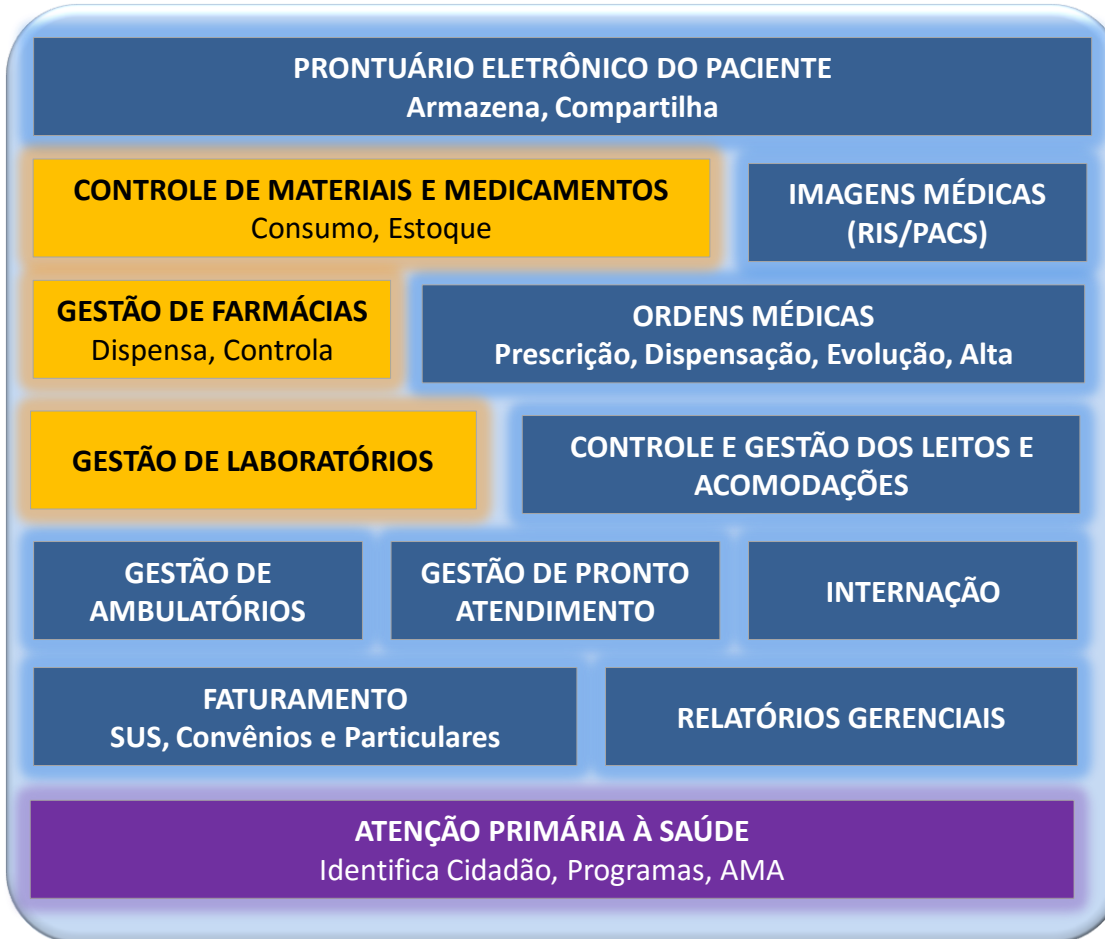 PRONTUÁRIO ELETRÔNICO DO PACIENTE
Armazena, Compartilha
CONTROLE DE MATERIAIS E MEDICAMENTOS
Consumo, Estoque
IMAGENS MÉDICAS
(RIS/PACS)
GESTÃO DE FARMÁCIAS
Dispensa, Controla
ORDENS MÉDICAS
Prescrição, Dispensação, Evolução, Alta
GESTÃO DE LABORATÓRIOS
CONTROLE E GESTÃO DOS LEITOS E
ACOMODAÇÕES
GESTÃO DE
AMBULATÓRIOS
GESTÃO DE PRONTO
ATENDIMENTO
INTERNAÇÃO
FATURAMENTO
SUS, Convênios e Particulares
RELATÓRIOS GERENCIAIS
ATENÇÃO PRIMÁRIA À SAÚDE
Identifica Cidadão, Programas, AMA